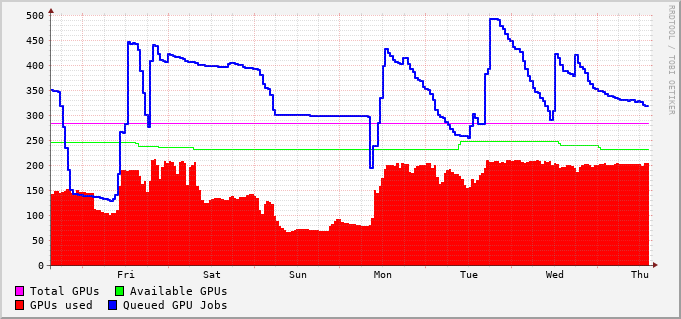 RRDTOOL / TOBI OETIKER
500
450
400
350
300
250
200
150
100
50
0
Fri Sat Sun Mon Tue Wed Thu
Total GPUs Available GPUs
GPUs used Queued GPU Jobs